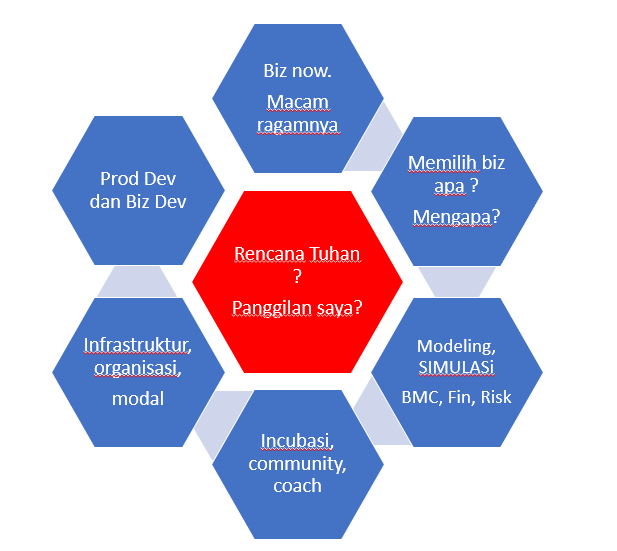 Biz now.
Macam
ragamnya
Memilih biz
apa ?
Mengapa?
Modeling,
SIMULASi
BMC, Fin, Risk
Incubasi,
community,
coach
Infrastruktur,
organisasi,
modal
Prod Dev
dan Biz Dev
Rencana Tuhan
?
Panggilan saya?